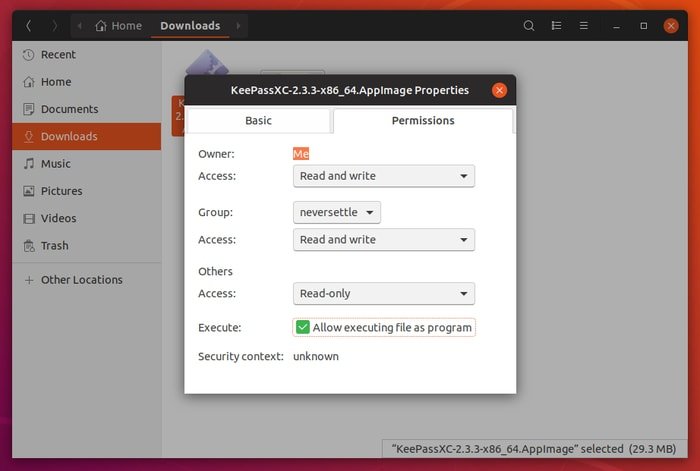 Home
Downloads
Recent
Home
Documents
Downloads
Music
Pictures
Videos
Trash
Other Locations
K
2.
KeePassXC-2.3.3-x86_64.AppImage Properties
Basic
Permissions
Owner: Me
Access: Read and write
Group: neversettle
Access: Read and write
Others
Access: Read-only
Execute: Allow executing file as program
Security context: unknown
“KeePassXC-2.3.3-x86_64.AppImage” selected (29.3 MB)